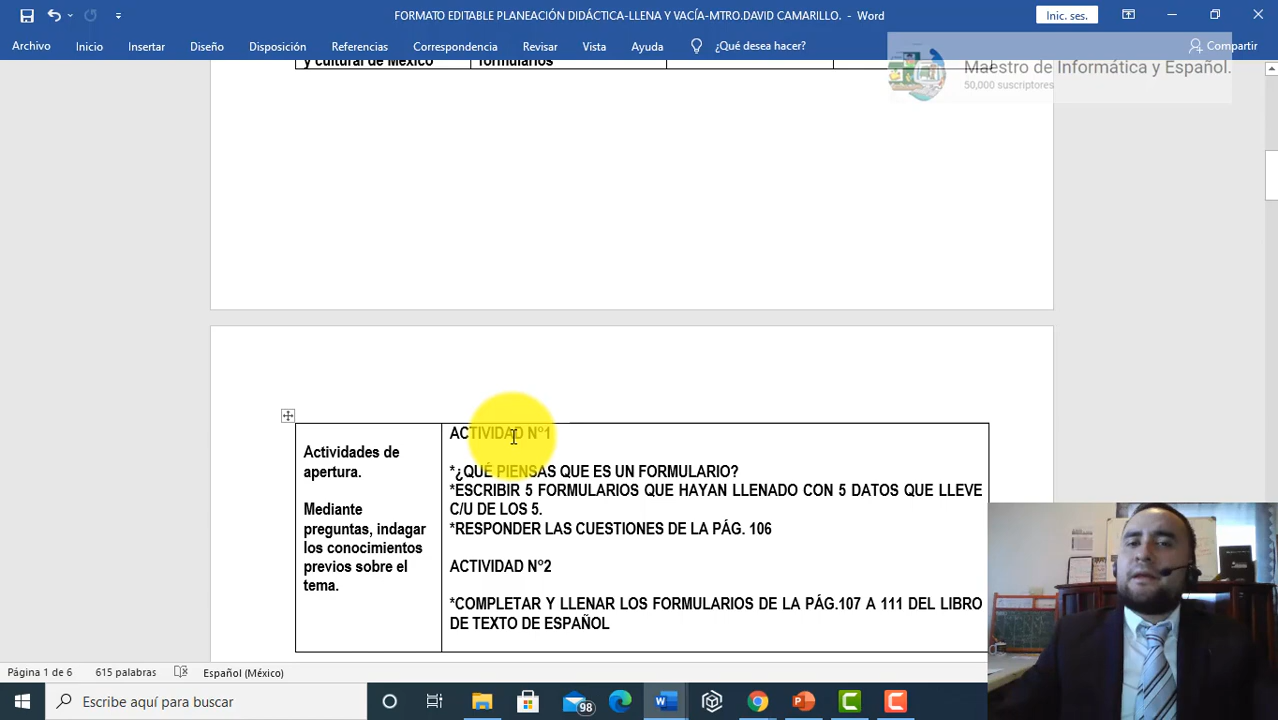 FORMATO EDITABLE PLANEACIÓN DIDÁCTICA-LLENA Y VACÍA-MTRO.DAVID CAMARILLO. - Word
Inic. ses.
Archivo Inicio Insertar Diseño Disposición Referencias Correspondencia Revisar Vista Ayuda ¿Qué desea hacer? Compartir
y cultural de México formularios
Maestro de Informática y Español.
50,000 suscriptores
Actividades de
apertura.
Mediante
preguntas, indagar
los conocimientos
previos sobre el
tema.
ACTIVIDAD N°1
*¿QUÉ PIENSAS QUE ES UN FORMULARIO?
*ESCRIBIR 5 FORMULARIOS QUE HAYAN LLENADO CON 5 DATOS QUE LLEVE
C/U DE LOS 5.
*RESPONDER LAS CUESTIONES DE LA PÁG. 106
ACTIVIDAD N°2
*COMPLETAR Y LLENAR LOS FORMULARIOS DE LA PÁG.107 A 111 DEL LIBRO
DE TEXTO DE ESPAÑOL
Página 1 de 6 615 palabras Español (México)
Escribe aquí para buscar
98